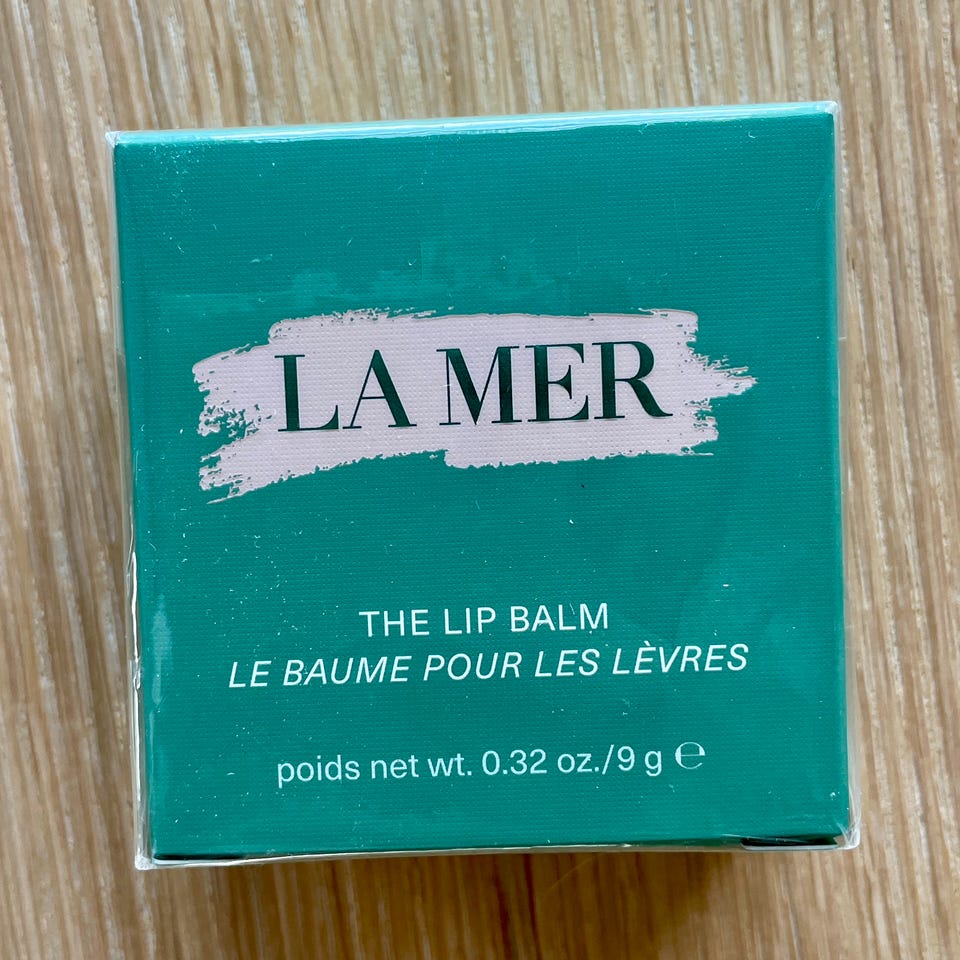 LA MER
THE LIP BALM
LE BAUME POUR LES LÈVRES
poids net wt. 0.32 oz./9 g ℮